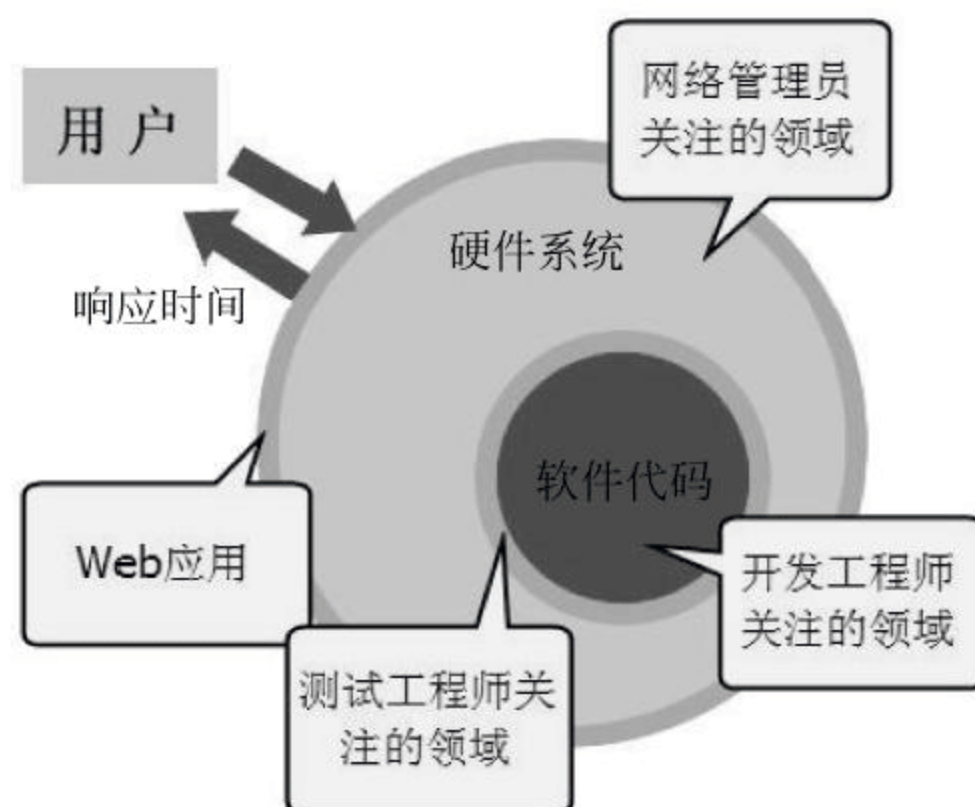 网络管理员
关注的领域
用户
硬件系统
响应时间
软件代码
Web应用
开发工程师
关注的领域
测试工程师关
注的领域